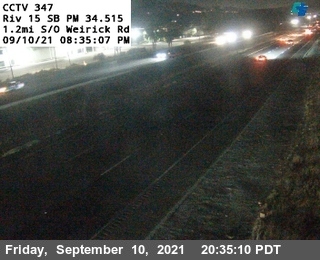 CCTV 347
Riv 15 SB PM 34.515
1.2mi S/O Weirick Rd
09/10/21 08:35:07 PM
Friday, September 10, 2021 20:35:10 PDT